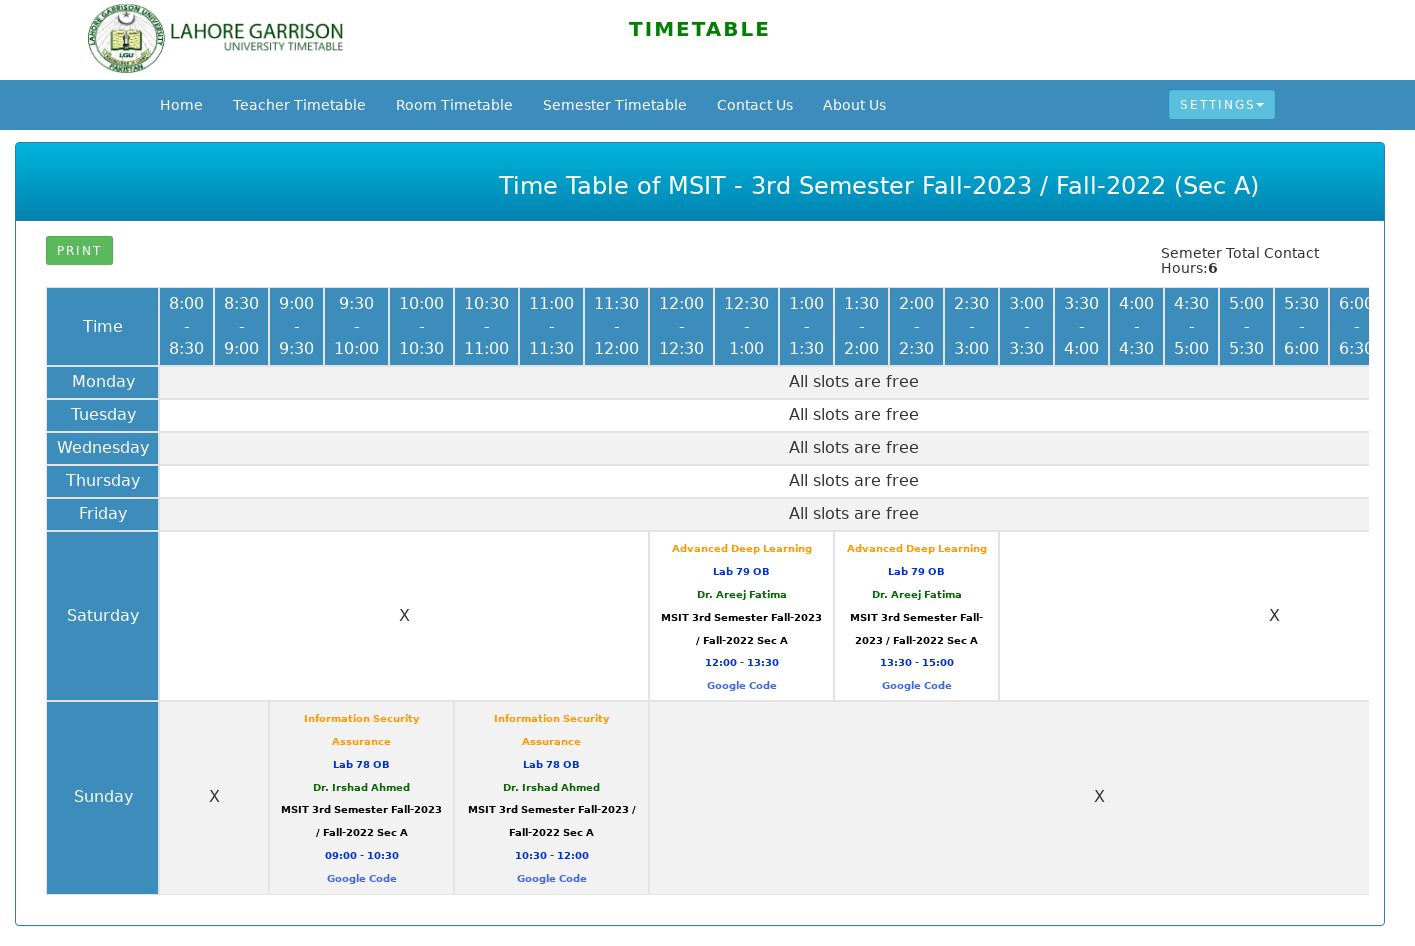 LAHORE GARRISON
UNIVERSITY TIMETABLE
TIMETABLE
Home Teacher Timetable Room Timetable Semester Timetable Contact Us About Us SETTINGS
Time Table of MSIT - 3rd Semester Fall-2023 / Fall-2022 (Sec A)
PRINT
Semeter Total Contact
Hours:6
Time
8:00 - 8:30
8:30 - 9:00
9:00 - 9:30
9:30 - 10:00
10:00 - 10:30
10:30 - 11:00
11:00 - 11:30
11:30 - 12:00
12:00 - 12:30
12:30 - 1:00
1:00 - 1:30
1:30 - 2:00
2:00 - 2:30
2:30 - 3:00
3:00 - 3:30
3:30 - 4:00
4:00 - 4:30
4:30 - 5:00
5:00 - 5:30
5:30 - 6:00
6:00 - 6:30
Monday All slots are free
Tuesday All slots are free
Wednesday All slots are free
Thursday All slots are free
Friday All slots are free
Saturday
X
Advanced Deep Learning
Lab 79 OB
Dr. Areej Fatima
MSIT 3rd Semester Fall-2023
/ Fall-2022 Sec A
12:00 - 13:30
Google Code
Advanced Deep Learning
Lab 79 OB
Dr. Areej Fatima
MSIT 3rd Semester Fall-
2023 / Fall-2022 Sec A
13:30 - 15:00
Google Code
X
Sunday
X
Information Security
Assurance
Lab 78 OB
Dr. Irshad Ahmed
MSIT 3rd Semester Fall-2023
/ Fall-2022 Sec A
09:00 - 10:30
Google Code
Information Security
Assurance
Lab 78 OB
Dr. Irshad Ahmed
MSIT 3rd Semester Fall-2023 /
Fall-2022 Sec A
10:30 - 12:00
Google Code
X